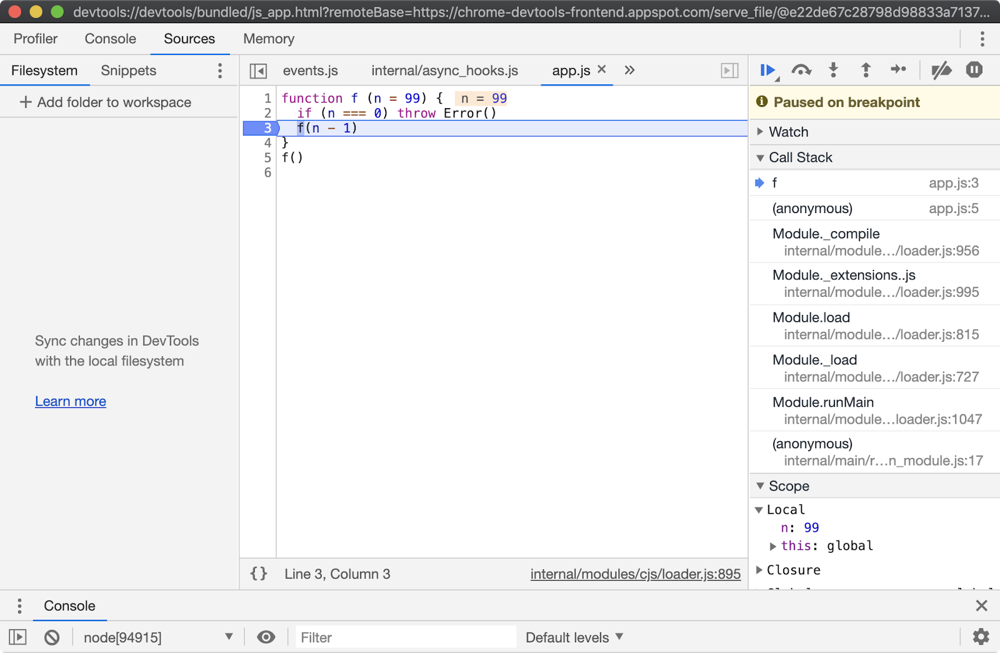 devtools://devtools/bundled/js_app.html?remoteBase=https://chrome-devtools-frontend.appspot.com/serve_file/@e22de67c28798d98833a7137...
Profiler Console Sources Memory
Filesystem Snippets
events.js internal/async_hooks.js app.js ×
Add folder to workspace
Sync changes in DevTools
with the local filesystem
Learn more
1 function f (n = 99) { n = 99
2 if (n === 0) throw Error()
3 f(n − 1)
4 }
5 f()
6
{} Line 3, Column 3 internal/modules/cjs/loader.js:895
Paused on breakpoint
Watch
Call Stack
f app.js:3
(anonymous) app.js:5
Module._compile
internal/module…/loader.js:956
Module._extensions..js
internal/module…/loader.js:995
Module.load
internal/module…/loader.js:815
Module._load
internal/module…/loader.js:727
Module.runMain
internal/module…loader.js:1047
(anonymous)
internal/main/r…n_module.js:17
Scope
Local
n: 99
this: global
Closure
Console
node[94915] Filter Default levels